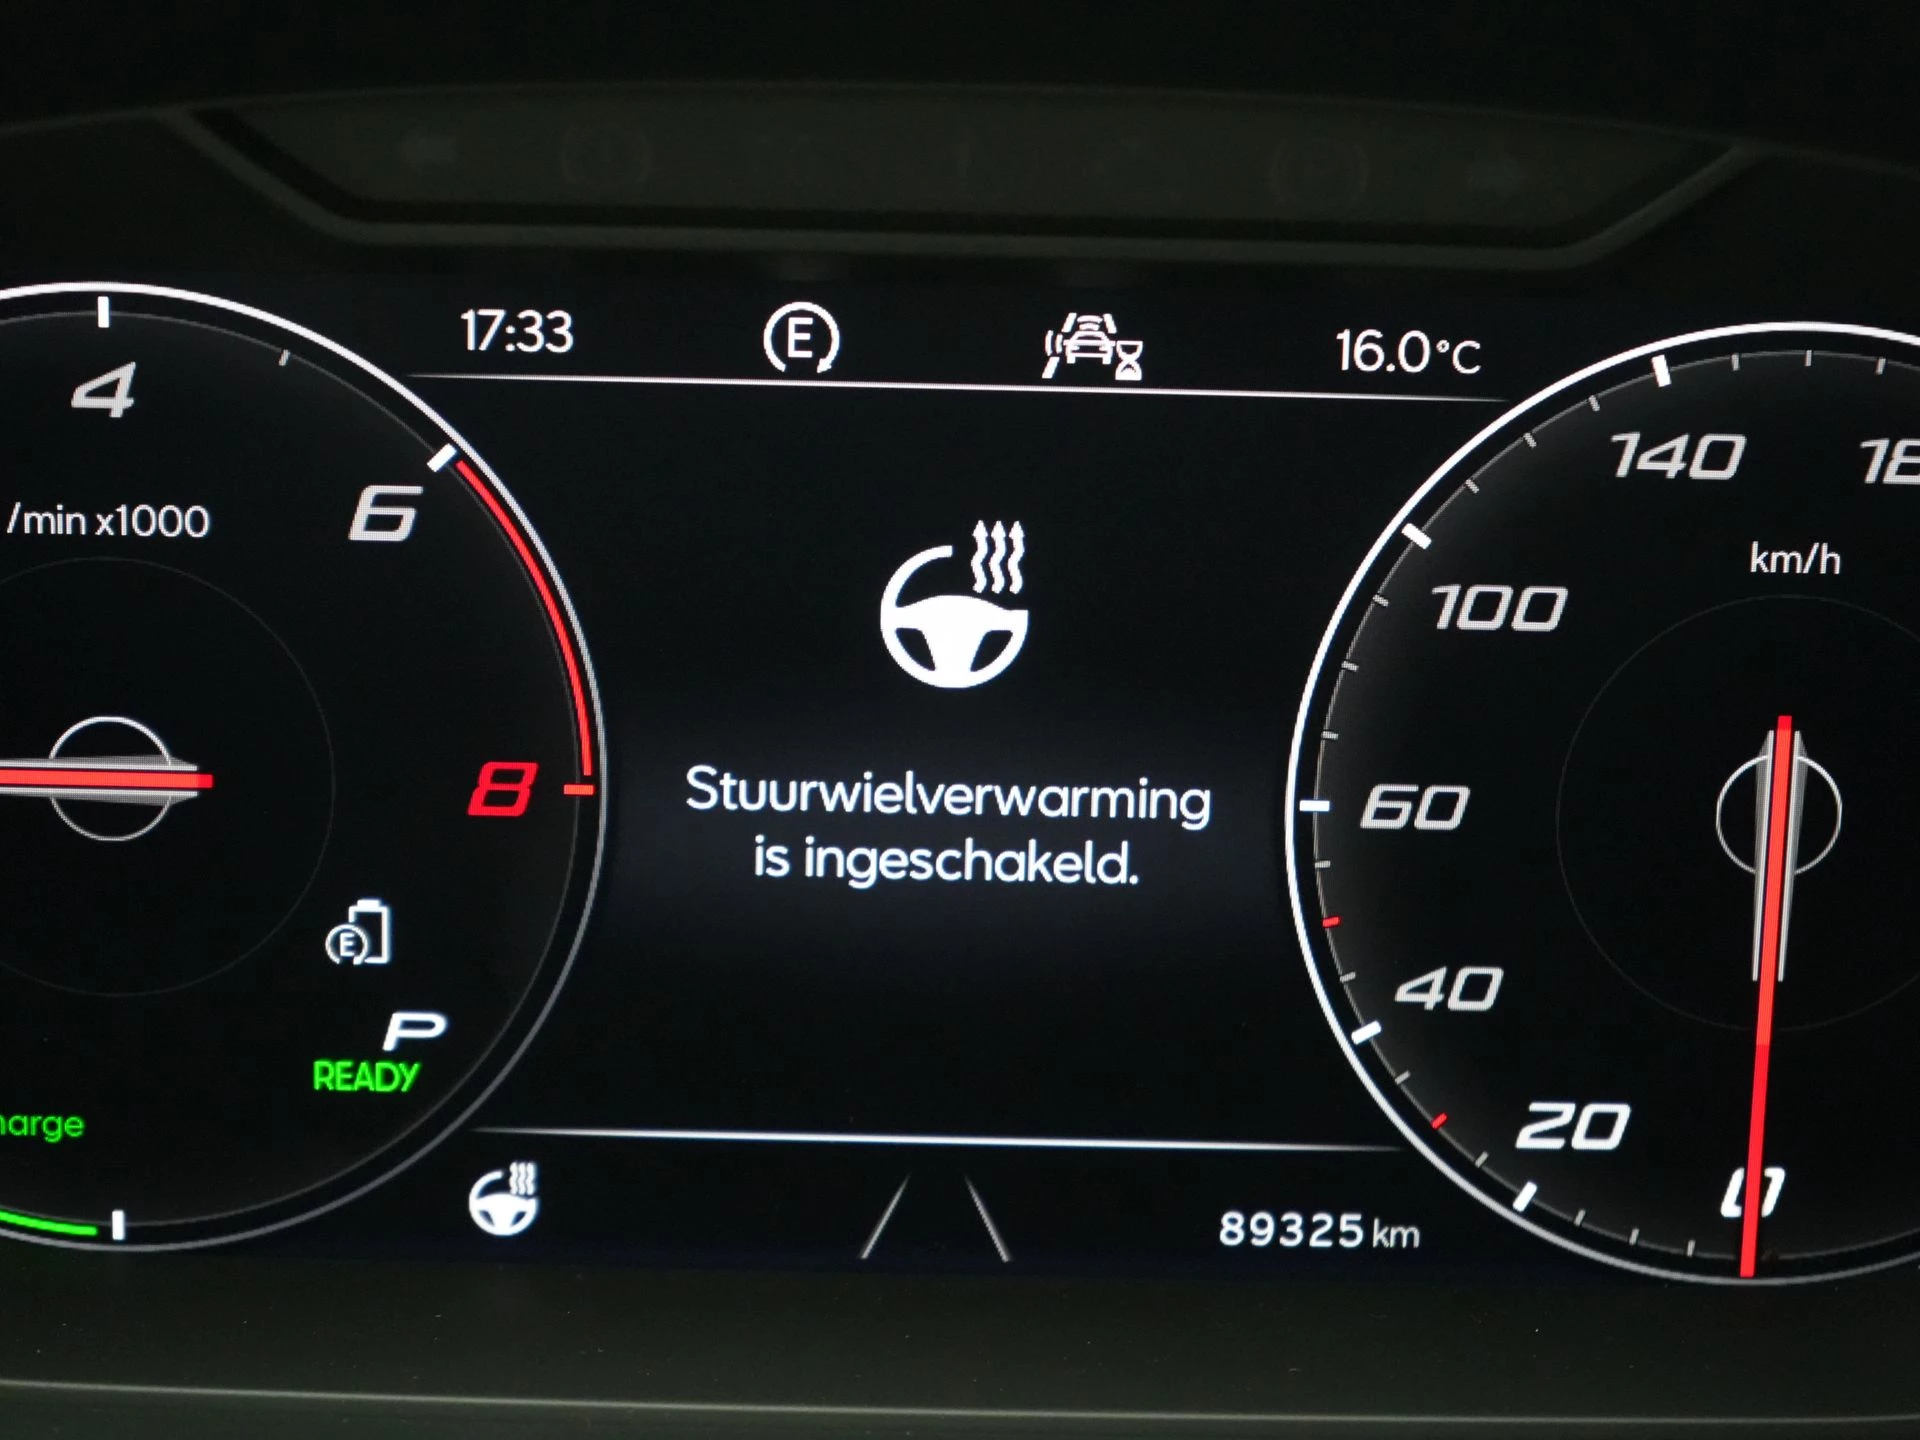 17:33 E 16.0°C
4
6
/min x1000
8
E
P
READY
Stuurwielverwarming
is ingeschakeld.
140
km/h
100
60
40
20
0
89325 km